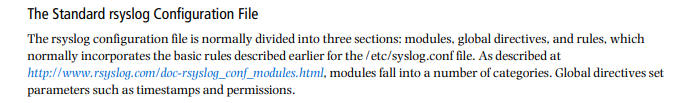 The Standard rsyslog Configuration File
The rsyslog configuration file is normally divided into three sections: modules, global directives, and rules, which
normally incorporates the basic rules described earlier for the /etc/syslog.conf file. As described at
http://www.rsyslog.com/doc-rsyslog_conf_modules.html, modules fall into a number of categories. Global directives set
parameters such as timestamps and permissions.